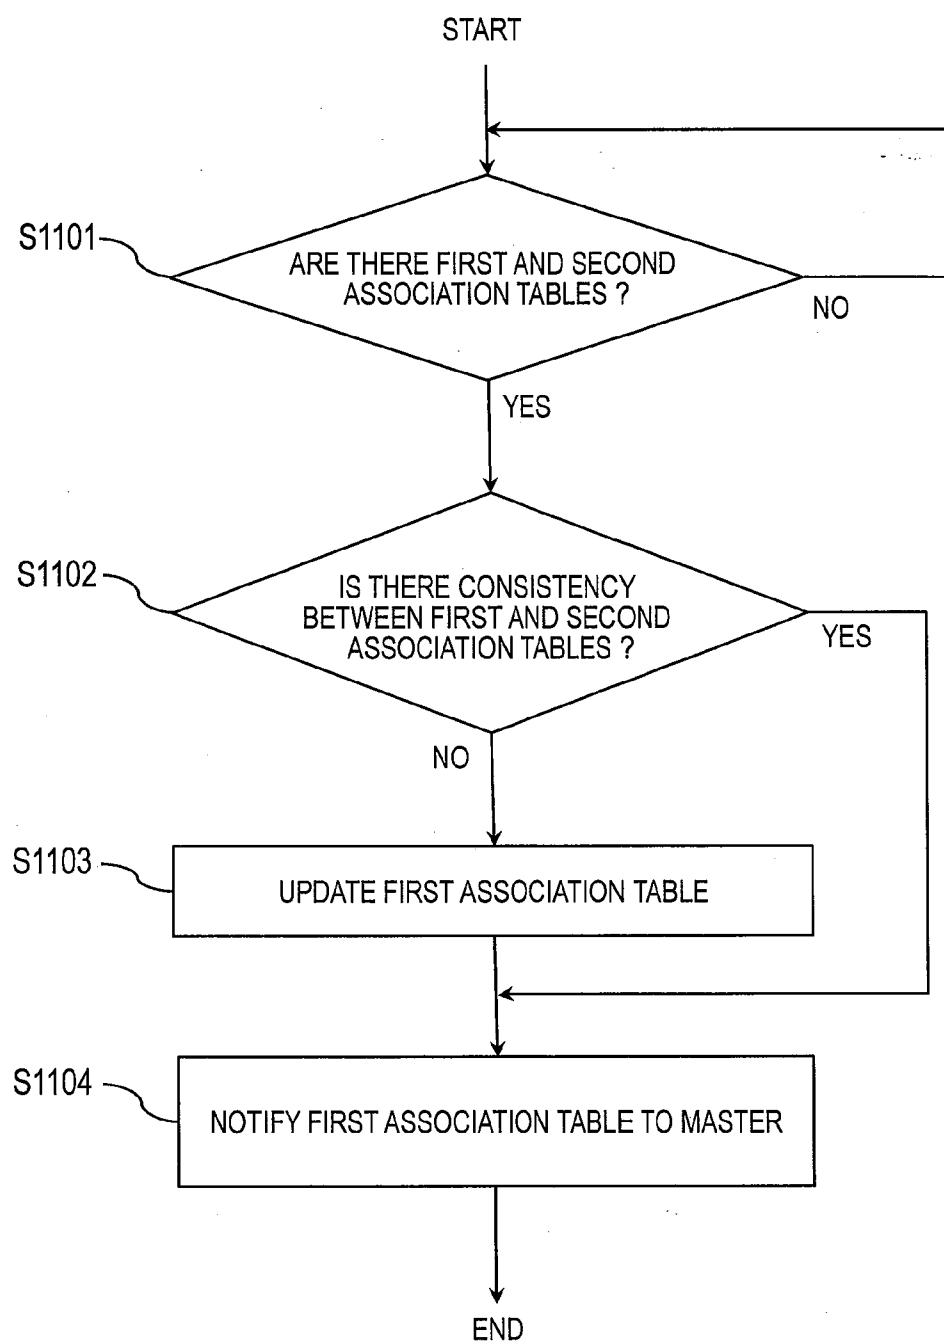 START
S1101
ARE THERE FIRST AND SECOND
ASSOCIATION TABLES ?
NO
YES
S1102
IS THERE CONSISTENCY
BETWEEN FIRST AND SECOND
ASSOCIATION TABLES ?
YES
NO
S1103
UPDATE FIRST ASSOCIATION TABLE
S1104
NOTIFY FIRST ASSOCIATION TABLE TO MASTER
END